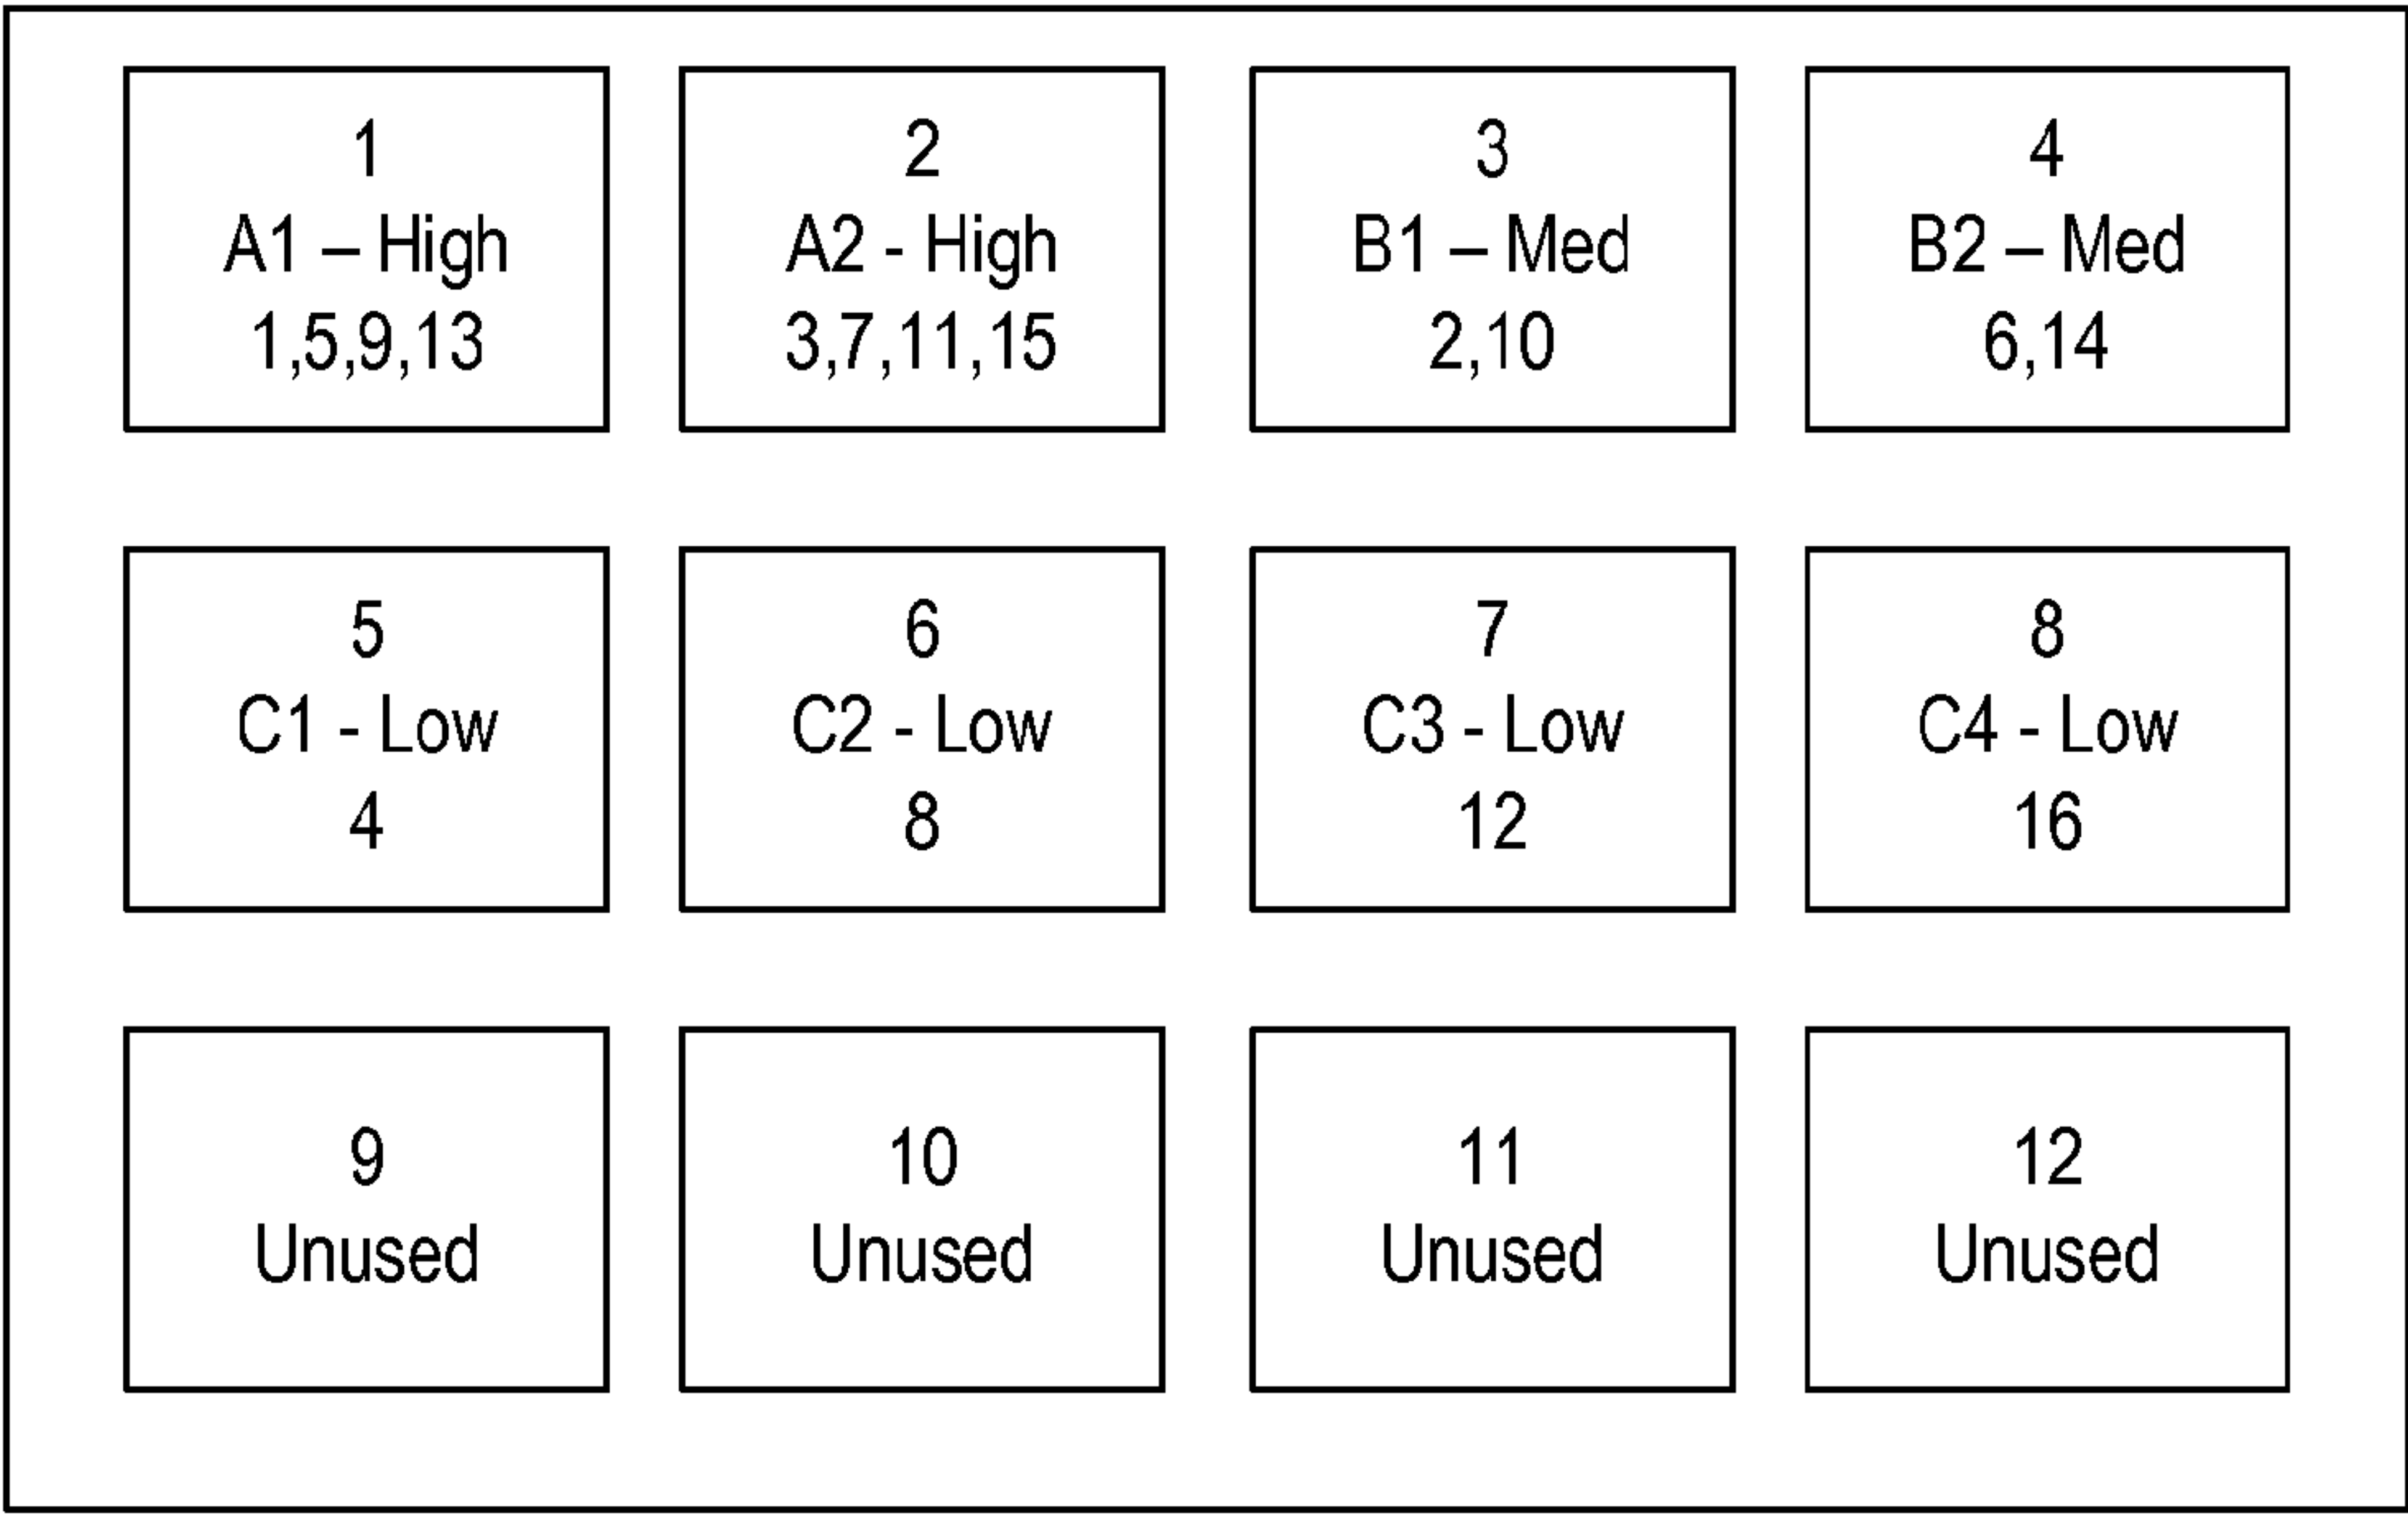 1
A1 – High
1,5,9,13
2
A2 - High
3,7,11,15
3
B1 – Med
2,10
4
B2 – Med
6,14
5
C1 - Low
4
6
C2 - Low
8
7
C3 - Low
12
8
C4 - Low
16
9
Unused
10
Unused
11
Unused
12
Unused